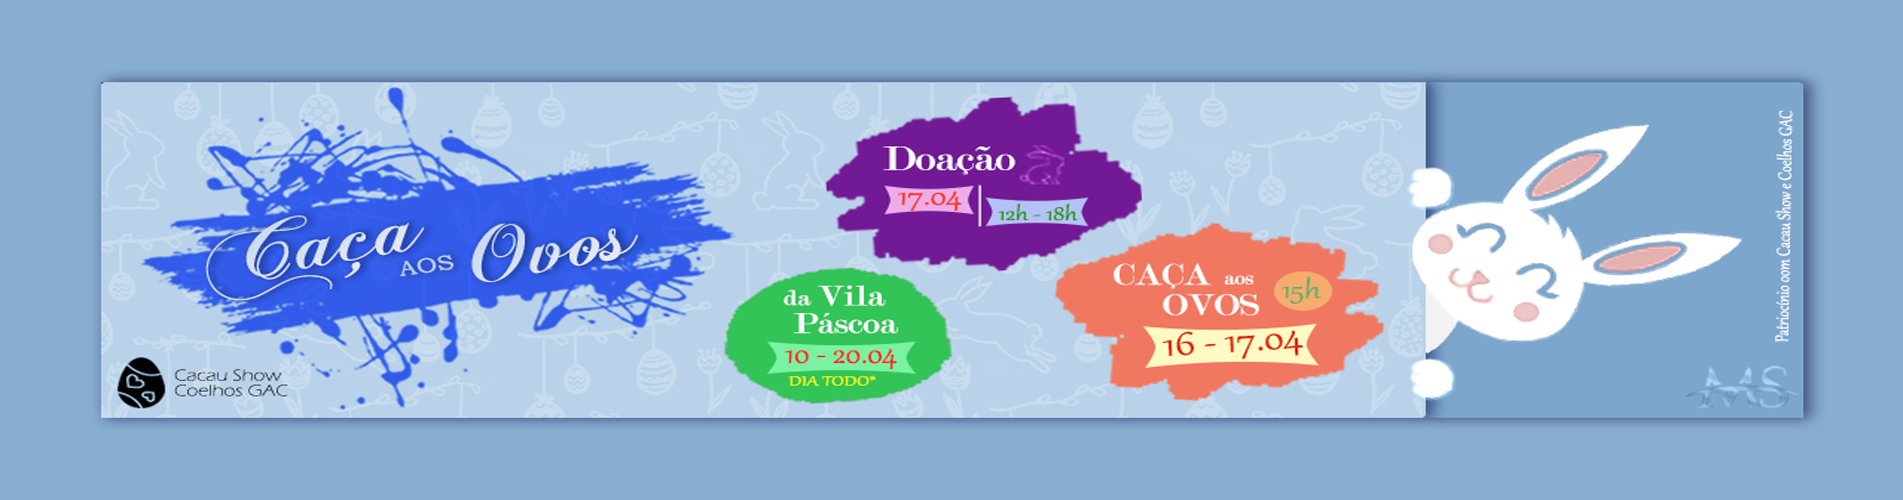 Caça AOS Ovos
Cacau Show
Coelhos GAC
Doação
17.04
12h - 18h
da Vila
Páscoa
10 - 20.04
DIA TODO*
CAÇA aos
OVOS
15h
16 - 17.04
Patriocínio oom Cacau Show e Coelhos GAC
MS